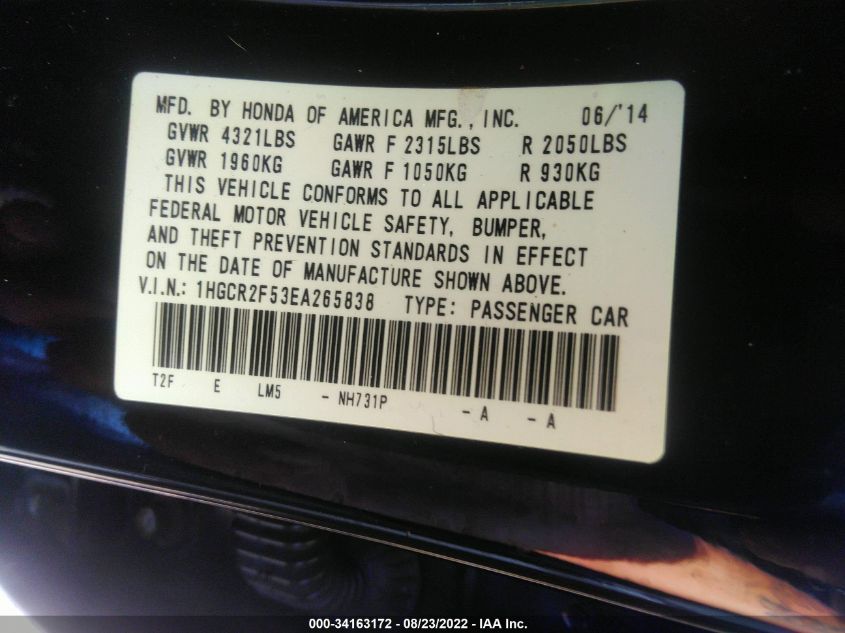 MFD. BY HONDA OF AMERICA MFG., INC. 06/'14
GVWR 4321LBS GAWR F 2315LBS R 2050LBS
GVWR 1960KG GAWR F 1050KG R 930KG
THIS VEHICLE CONFORMS TO ALL APPLICABLE
FEDERAL MOTOR VEHICLE SAFETY, BUMPER,
AND THEFT PREVENTION STANDARDS IN EFFECT
ON THE DATE OF MANUFACTURE SHOWN ABOVE.
V.I.N.: 1HGCR2F53EA265838 TYPE: PASSENGER CAR
T2F E LM5 - NH731P - A - A
000-34163172 - 08/23/2022 - IAA Inc.